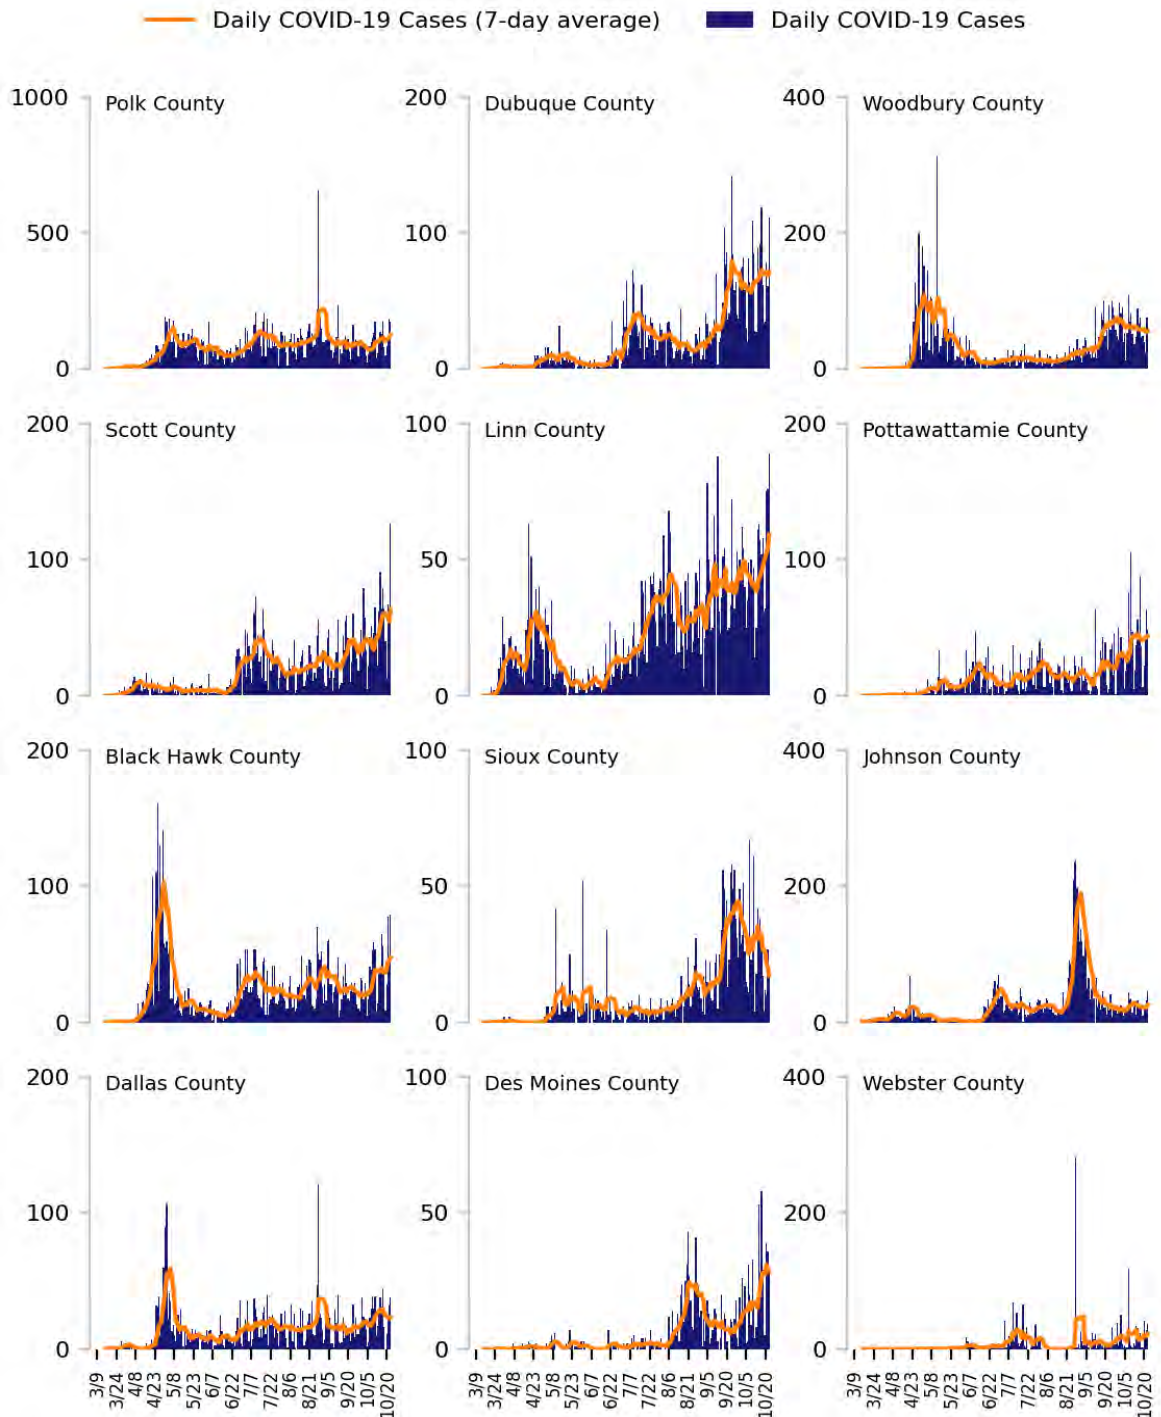 Daily COVID-19 Cases (7-day average) Daily COVID-19 Cases
1000 Polk County 200 Dubuque County 400 Woodbury County
500 100 200
0 0 0
200 Scott County 100 Linn County 200 Pottawattamie County
100 50 100
0 0 0
200 Black Hawk County 100 Sioux County 400 Johnson County
100 50 200
0 0 0
200 Dallas County 100 Des Moines County 400 Webster County
100 50 200
0 0 0
3/9 3/24 4/8 4/23 5/8 5/23 6/7 6/22 7/7 7/22 8/6 8/21 9/5 9/20 10/5 10/20 3/9 3/24 4/8 4/23 5/8 5/23 6/7 6/22 7/7 7/22 8/6 8/21 9/5 9/20 10/5 10/20 3/9 3/24 4/8 4/23 5/8 5/23 6/7 6/22 7/7 7/22 8/6 8/21 9/5 9/20 10/5 10/20